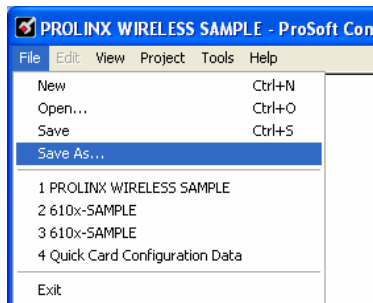 PROLINX WIRELESS SAMPLE - ProSoft Con
File Edit View Project Tools Help
New Ctrl+N
Open... Ctrl+O
Save Ctrl+S
Save As...
1 PROLINX WIRELESS SAMPLE
2 610x-SAMPLE
3 610x-SAMPLE
4 Quick Card Configuration Data
Exit